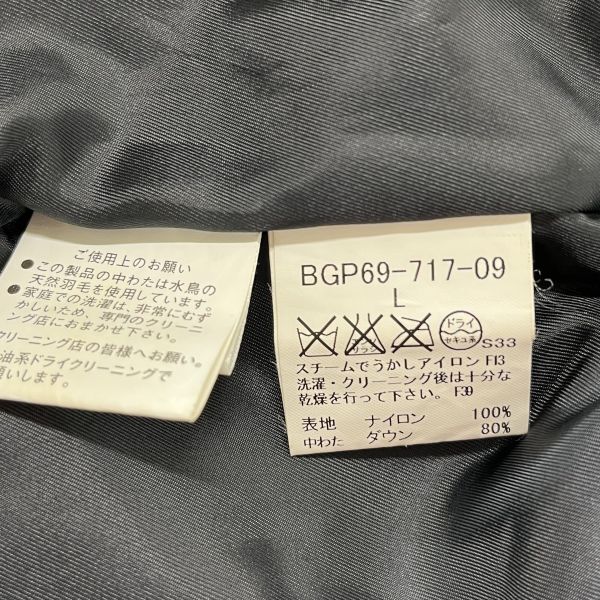 ご使用上のお願い
●この製品の中わたは水鳥の
天然羽毛を使用しています。
●家庭での洗濯は、非常にむず
かしいため、専門のクリーニ
ング店におまかせ下さい。
クリーニング店の皆様へお願い。
油系ドライクリーニングで
願いします。
BGP69-717-09
L
エンソ
サラシ
ドライ
セキユ系
S33
スチームでうかしアイロン F13
洗濯・クリーニング後は十分な
乾燥を行って下さい。 F39
表地 ナイロン 100%
中わた ダウン 80%